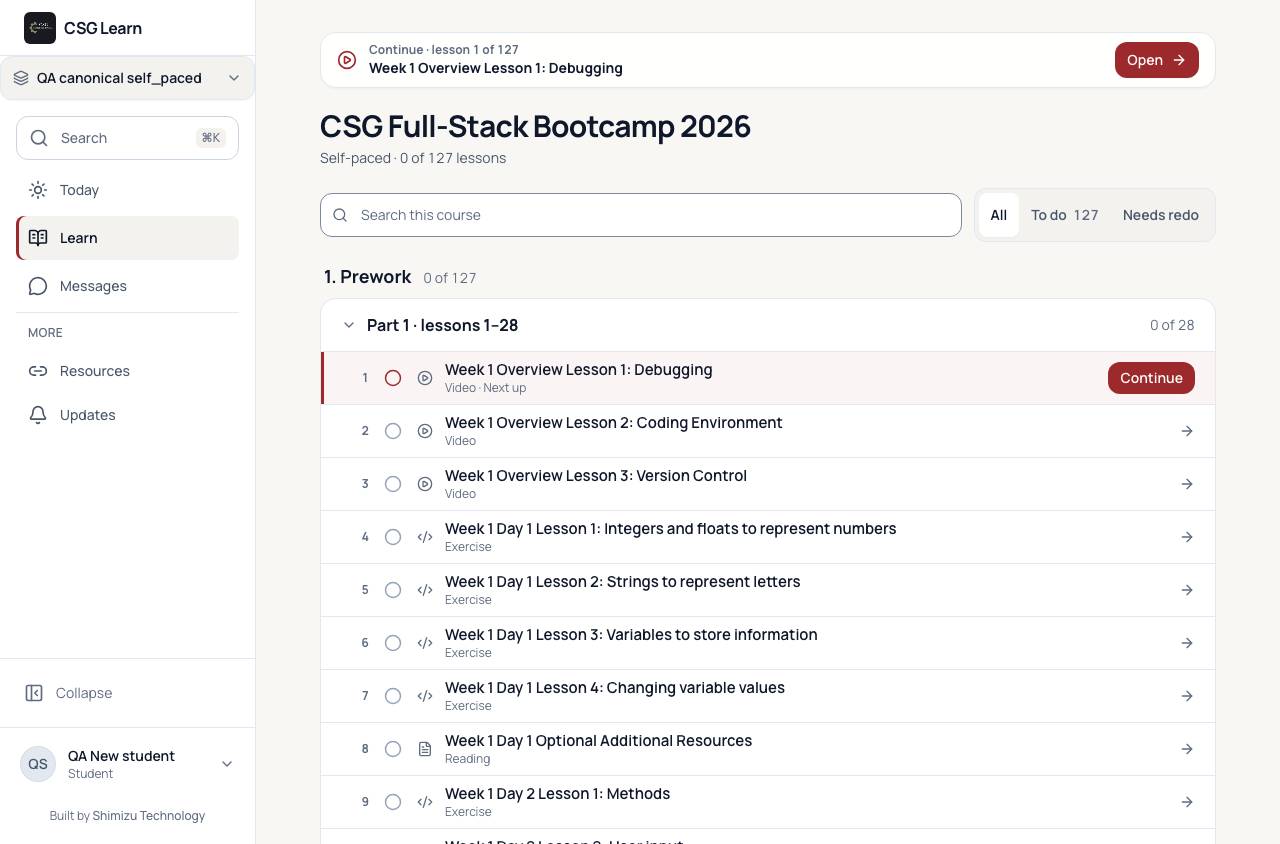 CSG Learn
QA canonical self_paced
Search ⌘K
Today
Learn
Messages
MORE
Resources
Updates
Collapse
QS
QA New student
Student
Built by Shimizu Technology
Continue · lesson 1 of 127
Week 1 Overview Lesson 1: Debugging
Open
CSG Full-Stack Bootcamp 2026
Self-paced · 0 of 127 lessons
Search this course
All To do 127 Needs redo
1. Prework 0 of 127
Part 1 · lessons 1–28 0 of 28
1 Week 1 Overview Lesson 1: Debugging
Video · Next up
Continue
2 Week 1 Overview Lesson 2: Coding Environment
Video
3 Week 1 Overview Lesson 3: Version Control
Video
4 Week 1 Day 1 Lesson 1: Integers and floats to represent numbers
Exercise
5 Week 1 Day 1 Lesson 2: Strings to represent letters
Exercise
6 Week 1 Day 1 Lesson 3: Variables to store information
Exercise
7 Week 1 Day 1 Lesson 4: Changing variable values
Exercise
8 Week 1 Day 1 Optional Additional Resources
Reading
9 Week 1 Day 2 Lesson 1: Methods
Exercise